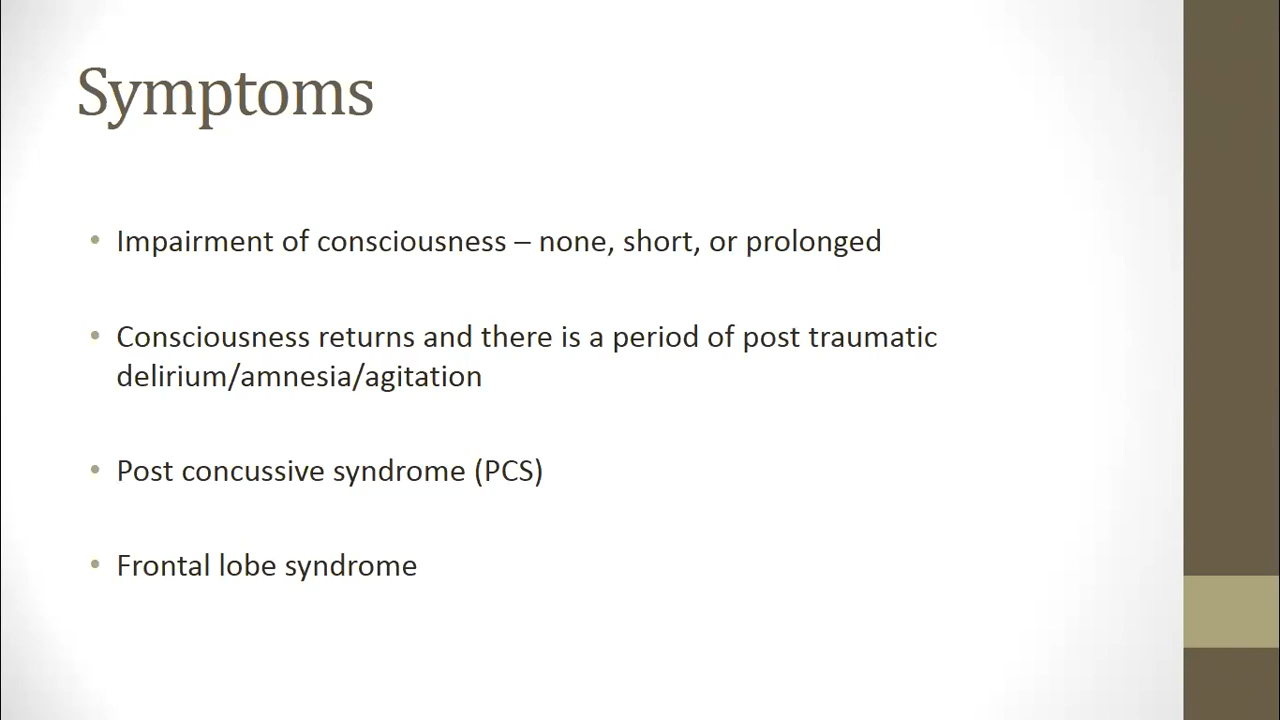 Symptoms
• Impairment of consciousness – none, short, or prolonged
• Consciousness returns and there is a period of post traumatic
delirium/amnesia/agitation
• Post concussive syndrome (PCS)
• Frontal lobe syndrome